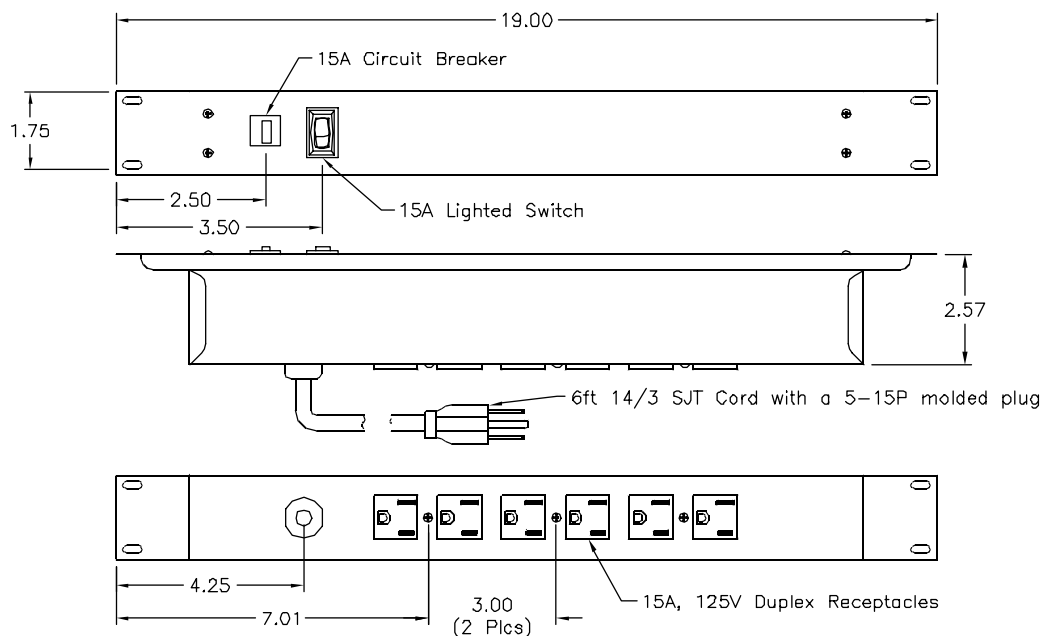 19.00
15A Circuit Breaker
1.75
2.50
15A Lighted Switch
3.50
2.57
6ft 14/3 SJT Cord with a 5-15P molded plug
4.25
15A, 125V Duplex Receptacles
7.01
3.00
(2 Plcs)